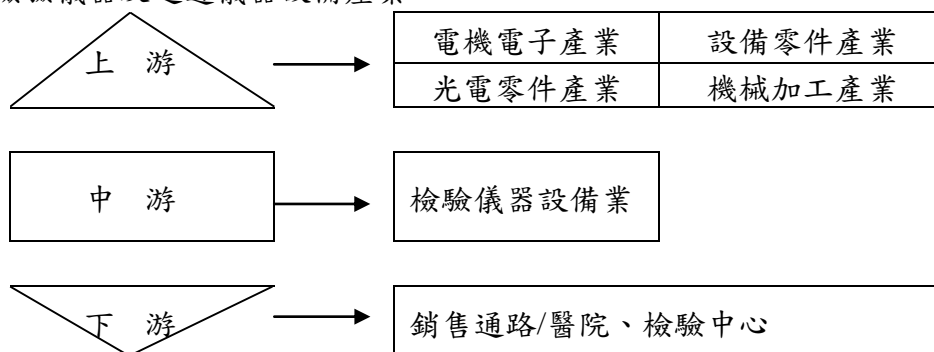 上 游
電機電子產業 設備零件產業
光電零件產業 機械加工產業
中 游
檢驗儀器設備業
下 游
銷售通路/醫院、檢驗中心